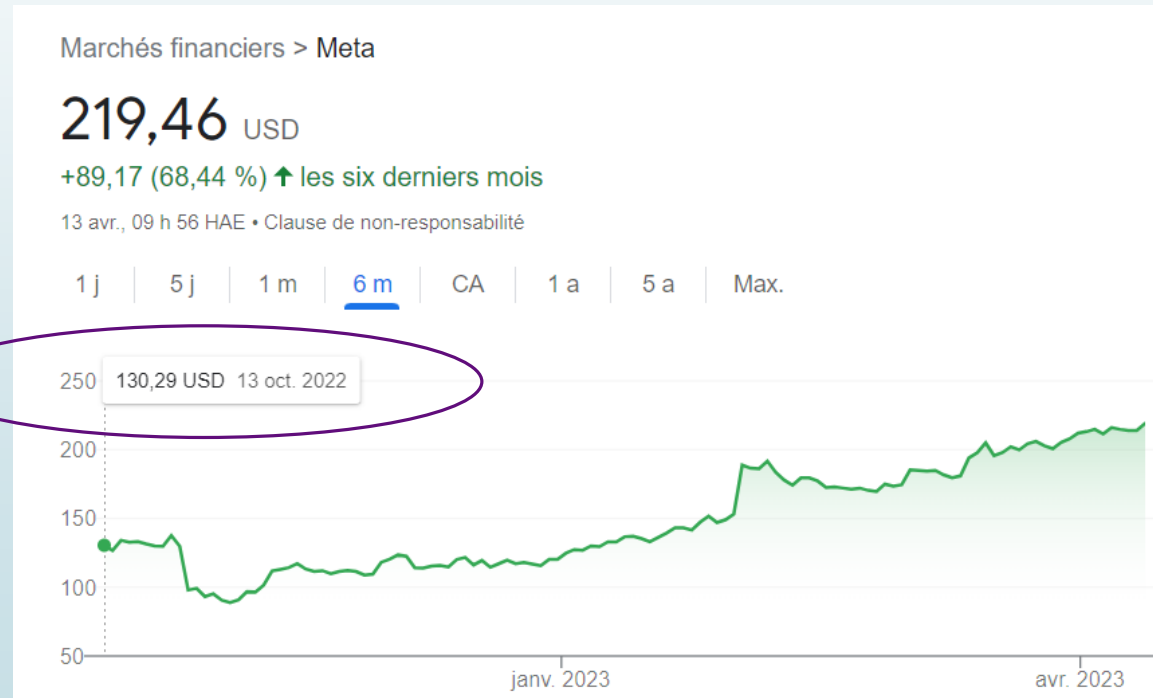 Marchés financiers > Meta
219,46 USD
+89,17 (68,44 %) ↑ les six derniers mois
13 avr., 09 h 56 HAE • Clause de non-responsabilité
1 j 5 j 1 m 6 m CA 1 a 5 a Max.
250 130,29 USD 13 oct. 2022
200
150
100
50
janv. 2023 avr. 2023